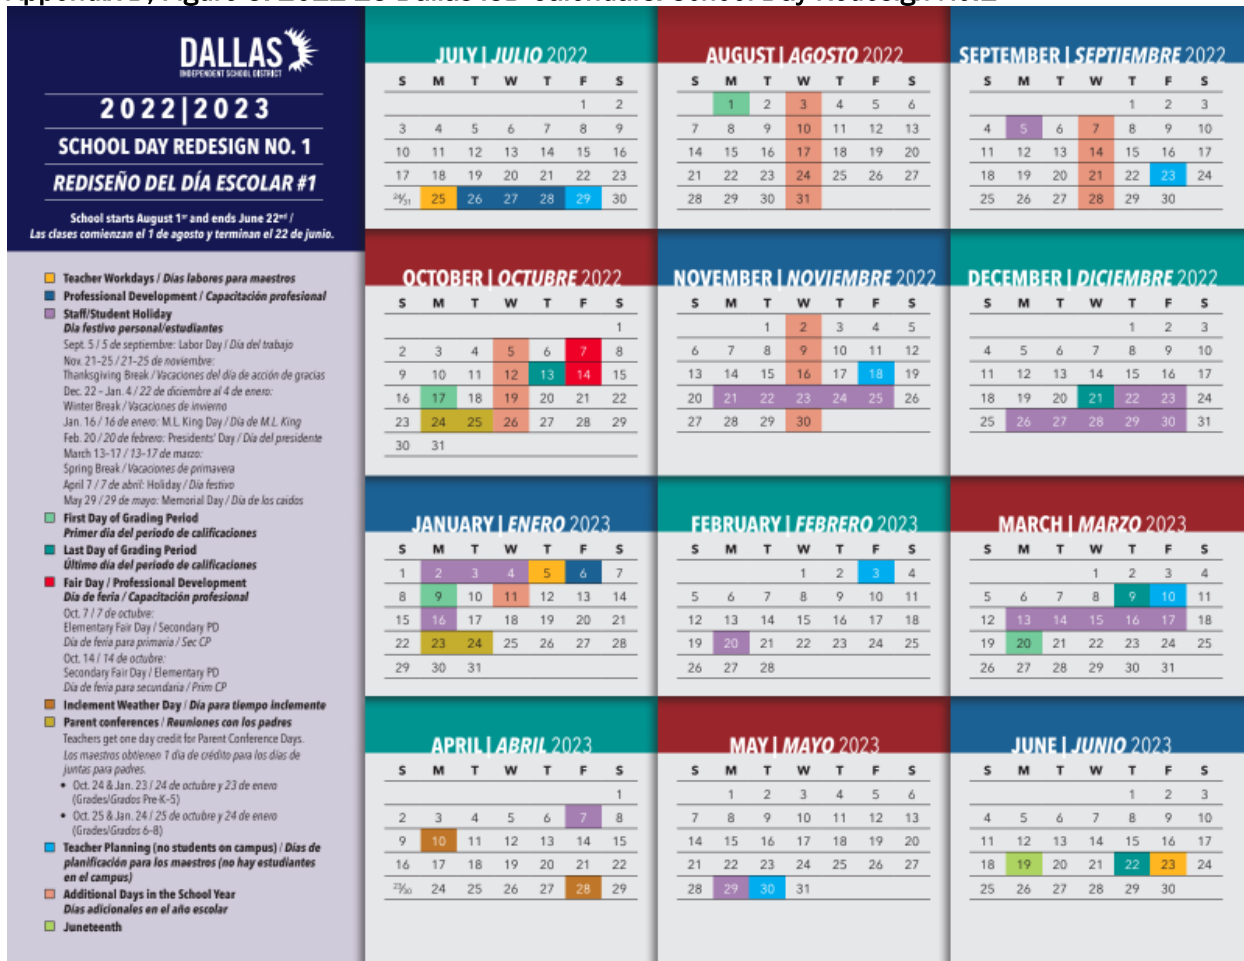 Appendix D, Figure 3: 2022-23 Dallas ISD Calendars: School Day Redesign No.1
DALLAS
INDEPENDENT SCHOOL DISTRICT
2022|2023
SCHOOL DAY REDESIGN NO. 1
REDISEÑO DEL DÍA ESCOLAR #1
School starts August 1st and ends June 22nd /
Las clases comienzan el 1 de agosto y terminan el 22 de junio.
Teacher Workdays / Días labores para maestros
Professional Development / Capacitación profesional
Staff/Student Holiday
Día festivo personal/estudiantes
Sept. 5 / 5 de septiembre: Labor Day / Día del trabajo
Nov. 21-25 / 21-25 de noviembre:
Thanksgiving Break / Vacaciones del día de acción de gracias
Dec. 22 – Jan. 4 / 22 de diciembre al 4 de enero:
Winter Break / Vacaciones de invierno
Jan. 16 / 16 de enero: M.L. King Day / Día de M.L. King
Feb. 20 / 20 de febrero: Presidents' Day / Día del presidente
March 13-17 / 13-17 de marzo:
Spring Break / Vacaciones de primavera
April 7 / 7 de abril: Holiday / Día festivo
May 29 / 29 de mayo: Memorial Day / Día de los caidos
First Day of Grading Period
Primer día del periodo de calificaciones
Last Day of Grading Period
Último día del periodo de calificaciones
Fair Day / Professional Development
Día de feria / Capacitación profesional
Oct. 7 / 7 de octubre:
Elementary Fair Day / Secondary PD
Día de feria para primaria / Sec CP
Oct. 14 / 14 de octubre:
Secondary Fair Day / Elementary PD
Día de feria para secundaria / Prim CP
Inclement Weather Day / Día para tiempo inclemente
Parent conferences / Reuniones con los padres
Teachers get one day credit for Parent Conference Days.
Los maestros obtienen 1 día de crédito para los días de
juntas para padres.
• Oct. 24 & Jan. 23 / 24 de octubre y 23 de enero
(Grades/Grados Pre-K-5)
• Oct. 25 & Jan. 24 / 25 de octubre y 24 de enero
(Grades/Grados 6-8)
Teacher Planning (no students on campus) / Días de
planificación para los maestros (no hay estudiantes
en el campus)
Additional Days in the School Year
Días adicionales en el año escolar
Juneteenth
JULY | JULIO 2022
S M T W T F S
1 2
3 4 5 6 7 8 9
10 11 12 13 14 15 16
17 18 19 20 21 22 23
24/31 25 26 27 28 29 30
AUGUST | AGOSTO 2022
S M T W T F S
1 2 3 4 5 6
7 8 9 10 11 12 13
14 15 16 17 18 19 20
21 22 23 24 25 26 27
28 29 30 31
SEPTEMBER | SEPTIEMBRE 2022
S M T W T F S
1 2 3
4 5 6 7 8 9 10
11 12 13 14 15 16 17
18 19 20 21 22 23 24
25 26 27 28 29 30
OCTOBER | OCTUBRE 2022
S M T W T F S
1
2 3 4 5 6 7 8
9 10 11 12 13 14 15
16 17 18 19 20 21 22
23 24 25 26 27 28 29
30 31
NOVEMBER | NOVIEMBRE 2022
S M T W T F S
1 2 3 4 5
6 7 8 9 10 11 12
13 14 15 16 17 18 19
20 21 22 23 24 25 26
27 28 29 30
DECEMBER | DICIEMBRE 2022
S M T W T F S
1 2 3
4 5 6 7 8 9 10
11 12 13 14 15 16 17
18 19 20 21 22 23 24
25 26 27 28 29 30 31
JANUARY | ENERO 2023
S M T W T F S
1 2 3 4 5 6 7
8 9 10 11 12 13 14
15 16 17 18 19 20 21
22 23 24 25 26 27 28
29 30 31
FEBRUARY | FEBRERO 2023
S M T W T F S
1 2 3 4
5 6 7 8 9 10 11
12 13 14 15 16 17 18
19 20 21 22 23 24 25
26 27 28
MARCH | MARZO 2023
S M T W T F S
1 2 3 4
5 6 7 8 9 10 11
12 13 14 15 16 17 18
19 20 21 22 23 24 25
26 27 28 29 30 31
APRIL | ABRIL 2023
S M T W T F S
1
2 3 4 5 6 7 8
9 10 11 12 13 14 15
16 17 18 19 20 21 22
23/30 24 25 26 27 28 29
MAY | MAYO 2023
S M T W T F S
1 2 3 4 5 6
7 8 9 10 11 12 13
14 15 16 17 18 19 20
21 22 23 24 25 26 27
28 29 30 31
JUNE | JUNIO 2023
S M T W T F S
1 2 3
4 5 6 7 8 9 10
11 12 13 14 15 16 17
18 19 20 21 22 23 24
25 26 27 28 29 30